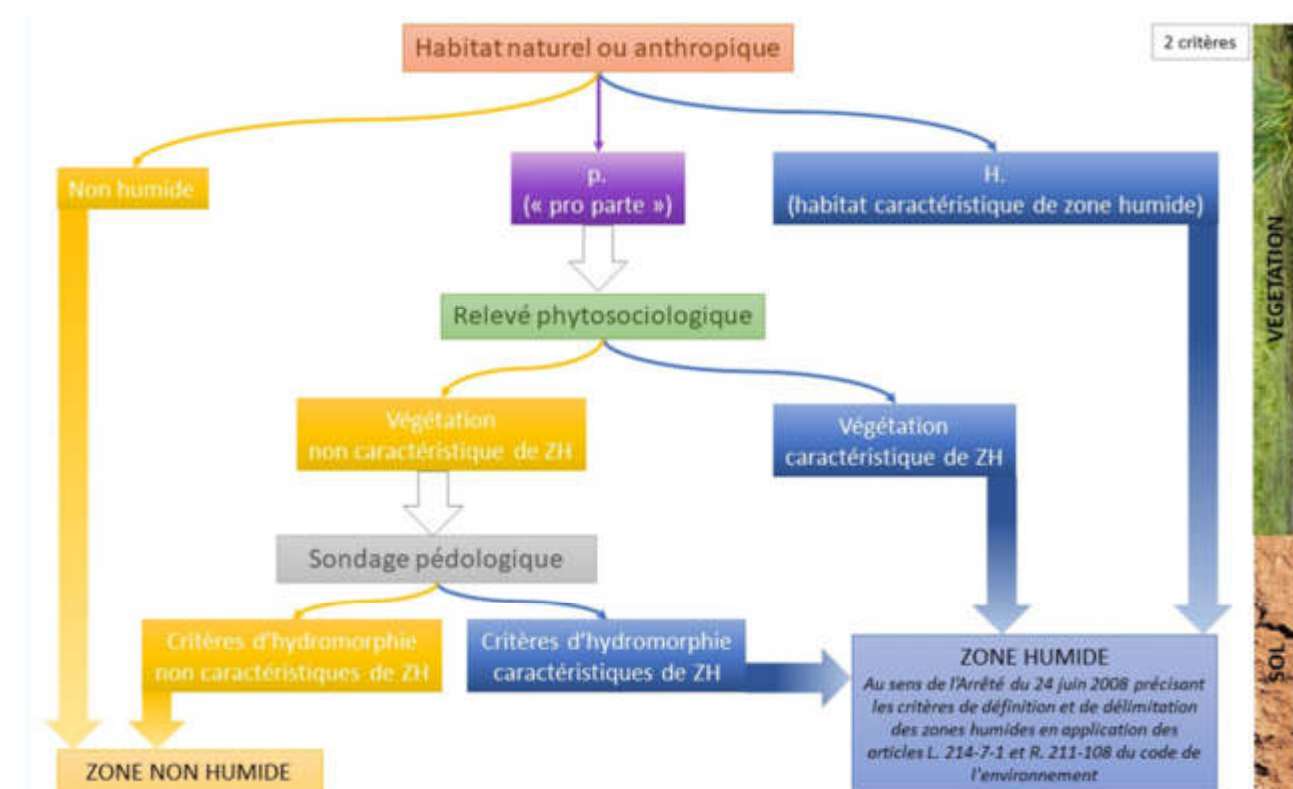 Habitat naturel ou anthropique
2 critères
Non humide
p.
(« pro parte »)
H.
(habitat caractéristique de zone humide)
VEGETATION
Relevé phytosociologique
Végétation
non caractéristique de ZH
Végétation
caractéristique de ZH
Sondage pédologique
Critères d'hydromorphie
non caractéristiques de ZH
Critères d'hydromorphie
caractéristiques de ZH
SOL
ZONE HUMIDE
Au sens de l'Arrêté du 24 juin 2008 précisant
les critères de définition et de délimitation
des zones humides en application des
articles L. 214-7-1 et R. 211-108 du code de
l'environnement
ZONE NON HUMIDE